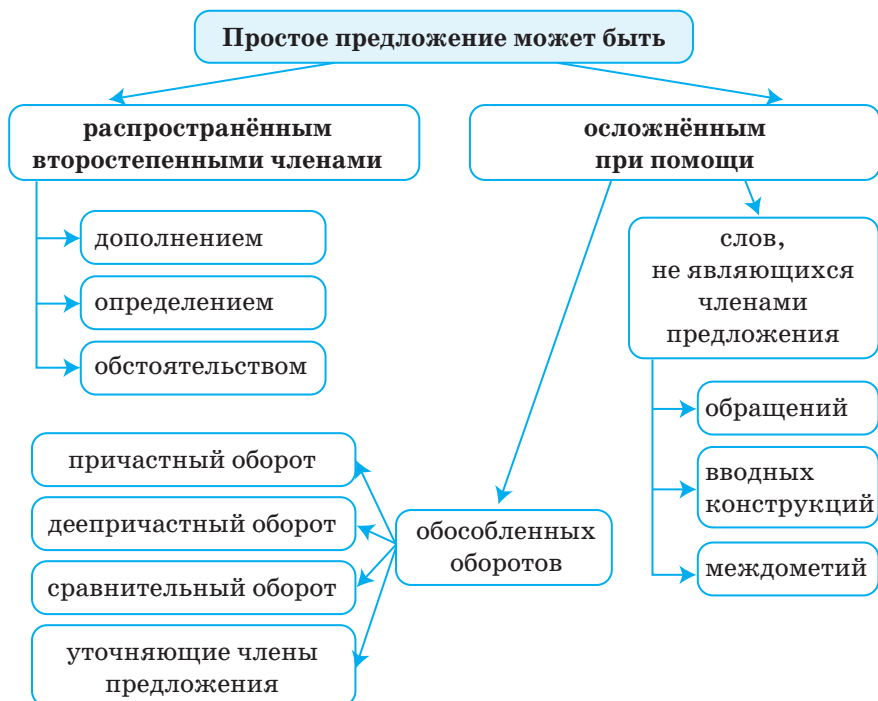 Простое предложение может быть
распространённым
второстепенными членами
дополнением
определением
обстоятельством
осложнённым
при помощи
слов,
не являющихся
членами
предложения
обращений
вводных
конструкций
междометий
обособленных
оборотов
причастный оборот
деепричастный оборот
сравнительный оборот
уточняющие члены
предложения